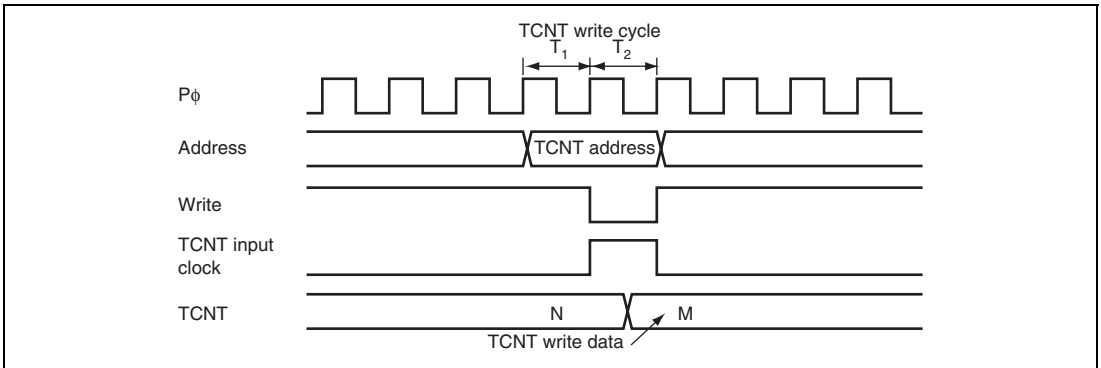 TCNT write cycle
T1 T2
Pϕ
Address
TCNT address
Write
TCNT input
clock
TCNT
N
M
TCNT write data